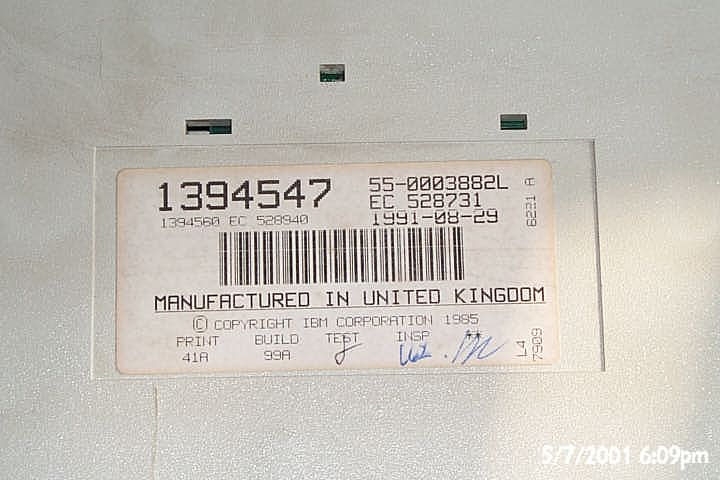 1394547
55-0003882L
EC 528731
1394560 EC 528940
1991-08-29
6221 A
MANUFACTURED IN UNITED KINGDOM
© COPYRIGHT IBM CORPORATION 1985
PRINT BUILD TEST INSP **
41A 99A
L4
7909
5/7/2001 6:09pm